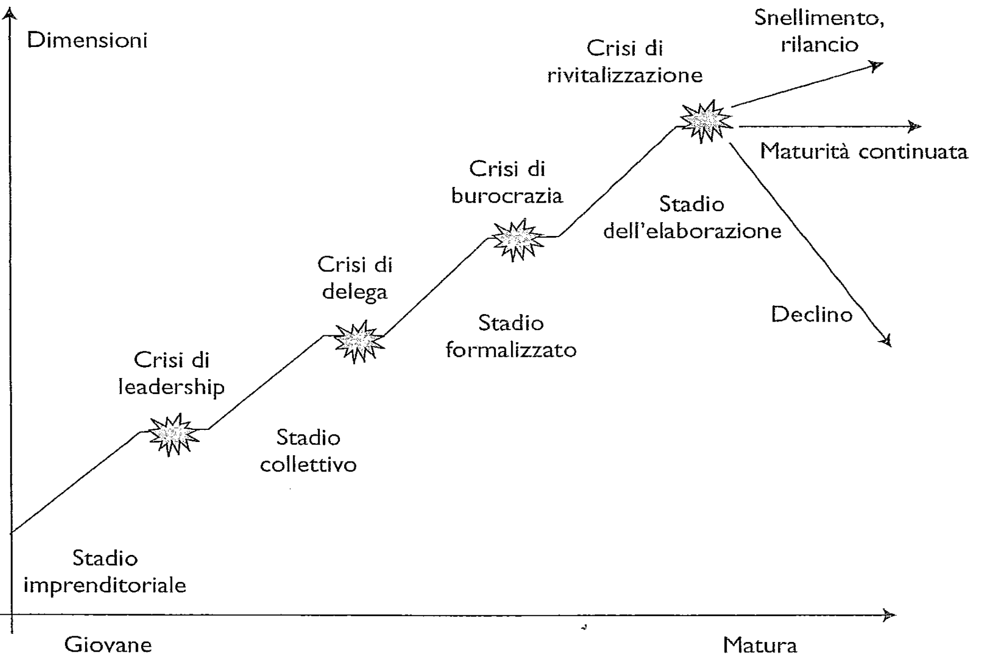 Dimensioni
Snellimento,
rilancio
Crisi di
rivitalizzazione
Maturità continuata
Crisi di
burocrazia
Stadio
dell'elaborazione
Crisi di
delega
Declino
Stadio
formalizzato
Crisi di
leadership
Stadio
collettivo
Stadio
imprenditoriale
Giovane
Matura